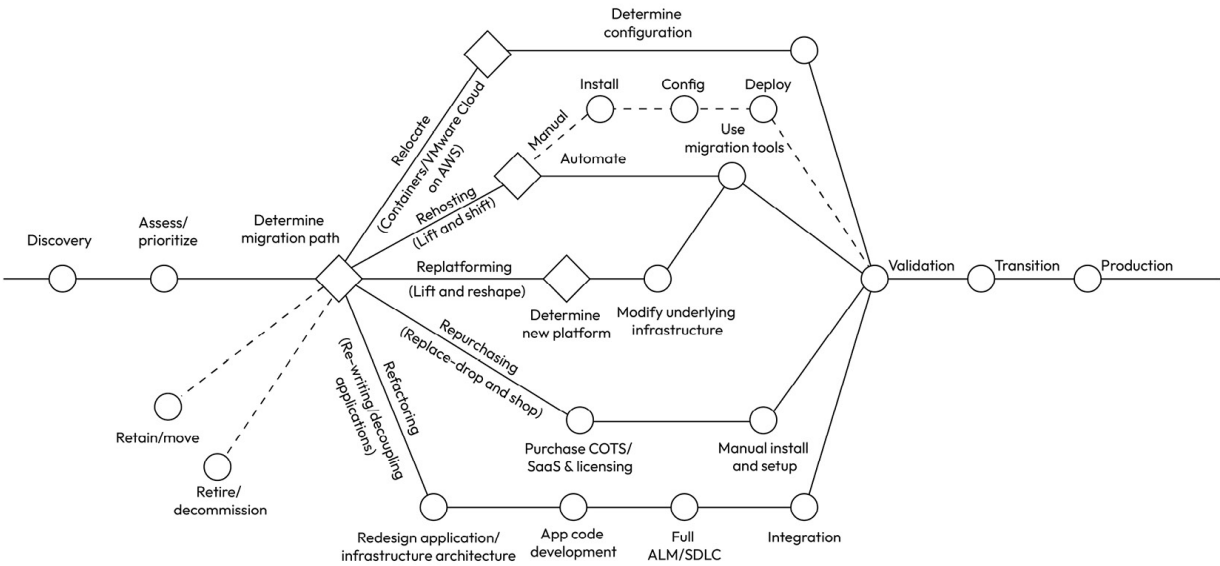 Determine
configuration
Install
Config
Deploy
Relocate
(Containers/VMware Cloud
on AWS)
Manual
Automate
Use
migration tools
Rehosting
(Lift and shift)
Discovery
Assess/
prioritize
Determine
migration path
Replatforming
(Lift and reshape)
Determine
new platform
Modify underlying
infrastructure
Validation
Transition
Production
Repurchasing
(Replace-drop and shop)
Refactoring
(Re-writing/decoupling
applications)
Retain/move
Retire/
decommission
Purchase COTS/
SaaS & licensing
Manual install
and setup
Redesign application/
infrastructure architecture
App code
development
Full
ALM/SDLC
Integration